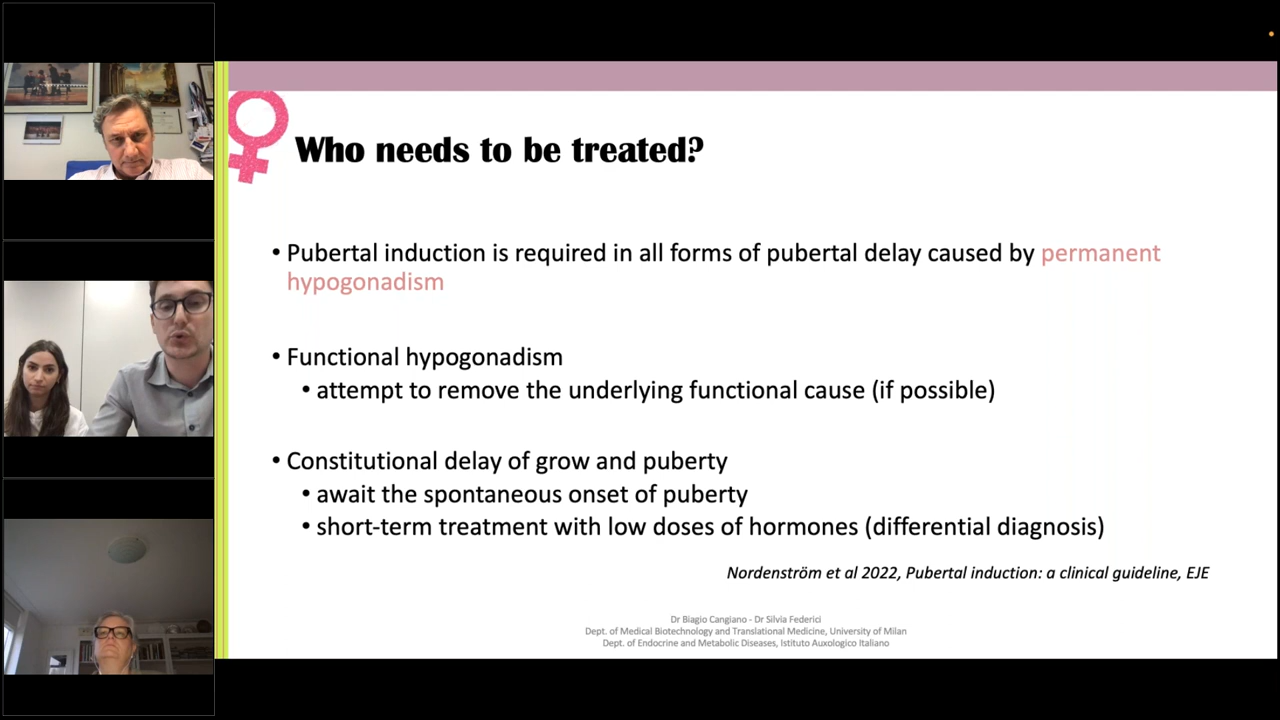 Who needs to be treated?
• Pubertal induction is required in all forms of pubertal delay caused by permanent
hypogonadism
• Functional hypogonadism
• attempt to remove the underlying functional cause (if possible)
• Constitutional delay of grow and puberty
• await the spontaneous onset of puberty
• short-term treatment with low doses of hormones (differential diagnosis)
Nordenström et al 2022, Pubertal induction: a clinical guideline, EJE
Dr Biagio Cangiano - Dr Silvia Federici
Dept. of Medical Biotechnology and Translational Medicine, University of Milan
Dept. of Endocrine and Metabolic Diseases, Istituto Auxologico Italiano